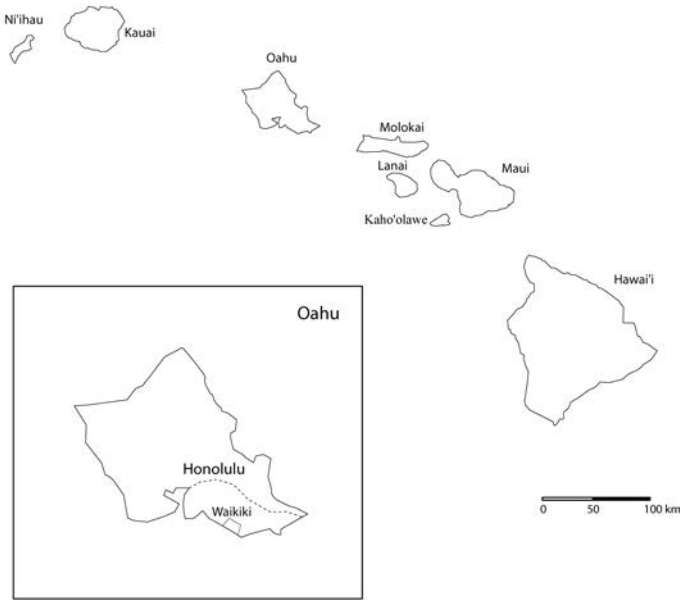 Ni'ihau
Kauai
Oahu
Molokai
Lanai
Maui
Kaho'olawe
Hawai'i
Oahu
Honolulu
Waikiki
0 50 100 km